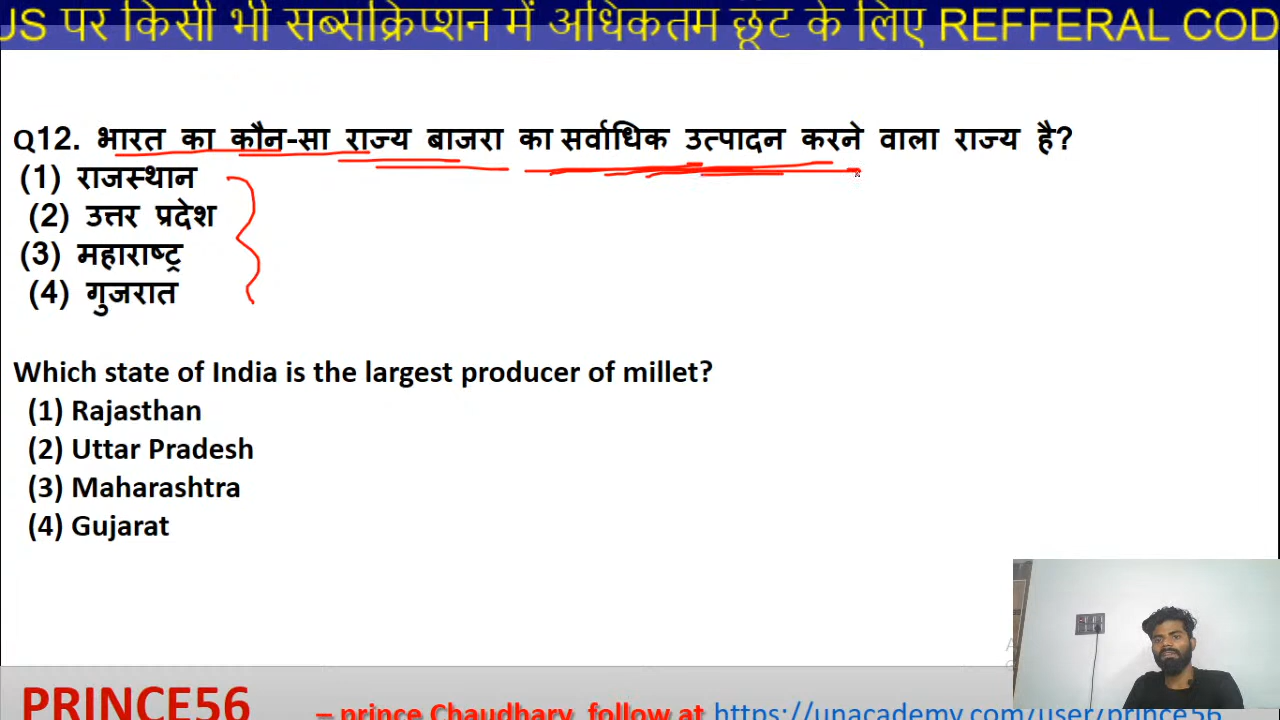 US पर किसी भी सब्सक्रिप्शन में अधिकतम छूट के लिए REFFERAL COD
Q12. भारत का कौन-सा राज्य बाजरा का सर्वाधिक उत्पादन करने वाला राज्य है?
(1) राजस्थान
(2) उत्तर प्रदेश
(3) महाराष्ट्र
(4) गुजरात
Which state of India is the largest producer of millet?
(1) Rajasthan
(2) Uttar Pradesh
(3) Maharashtra
(4) Gujarat
PRINCE56 – prince Chaudhary follow at https://unacademy.com/user/prince56